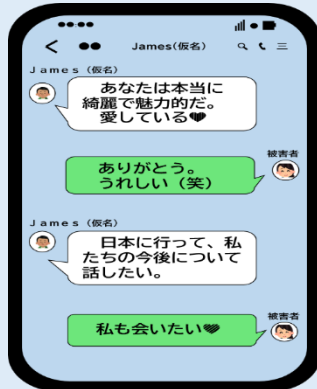 James(仮名)
James (仮名)
あなたは本当に
綺麗で魅力的だ。
愛している♥
被害者
ありがとう。
うれしい(笑)
James (仮名)
日本に行って、私
たちの今後について
話したい。
被害者
私も会いたい♥